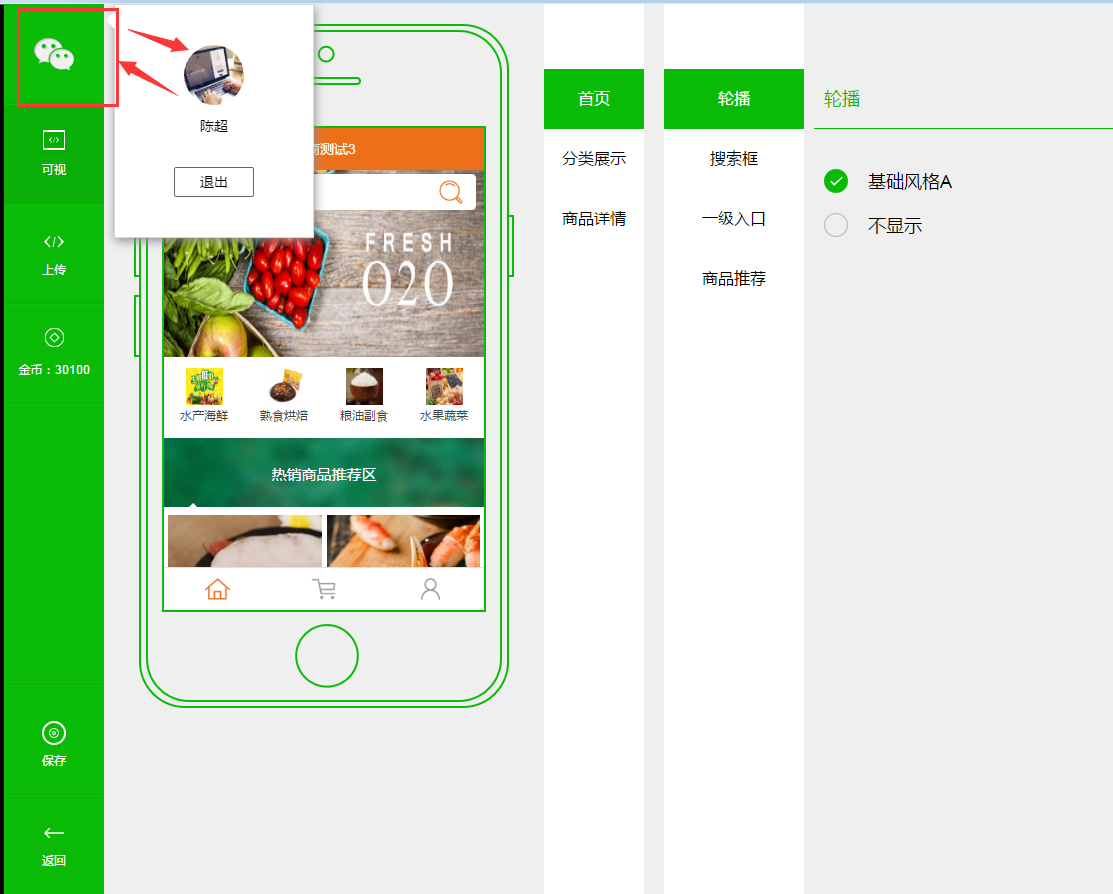 可视
上传
金币：30100
保存
返回
陈超
退出
测试3
FRESH
O2O
水产海鲜
熟食烘焙
粮油副食
水果蔬菜
热销商品推荐区
首页
分类展示
商品详情
轮播
搜索框
一级入口
商品推荐
轮播
基础风格A
不显示